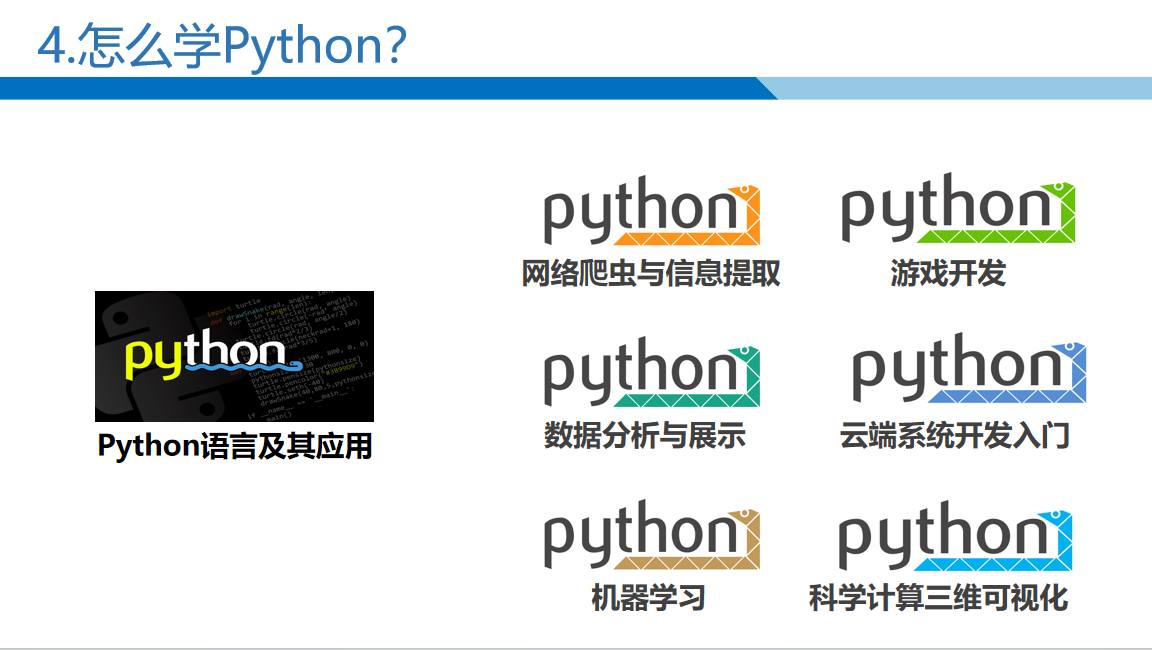 4.怎么学Python?
python
网络爬虫与信息提取
python
游戏开发
import turtle
python
Python语言及其应用
python
数据分析与展示
python
云端系统开发入门
python
机器学习
python
科学计算三维可视化